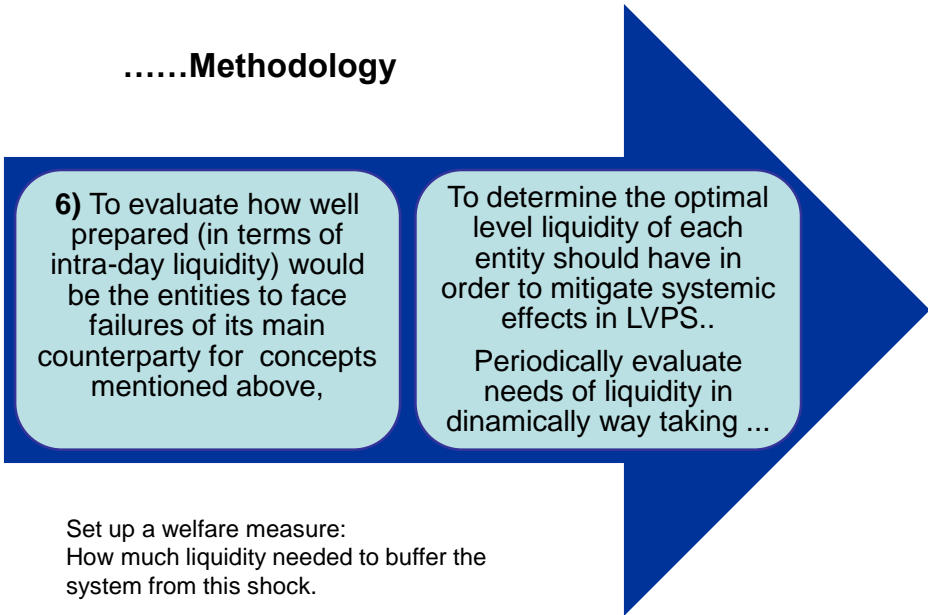 ......Methodology
6) To evaluate how well
prepared (in terms of
intra-day liquidity) would
be the entities to face
failures of its main
counterparty for concepts
mentioned above,
To determine the optimal
level liquidity of each
entity should have in
order to mitigate systemic
effects in LVPS..
Periodically evaluate
needs of liquidity in
dinamically way taking ...
Set up a welfare measure:
How much liquidity needed to buffer the
system from this shock.